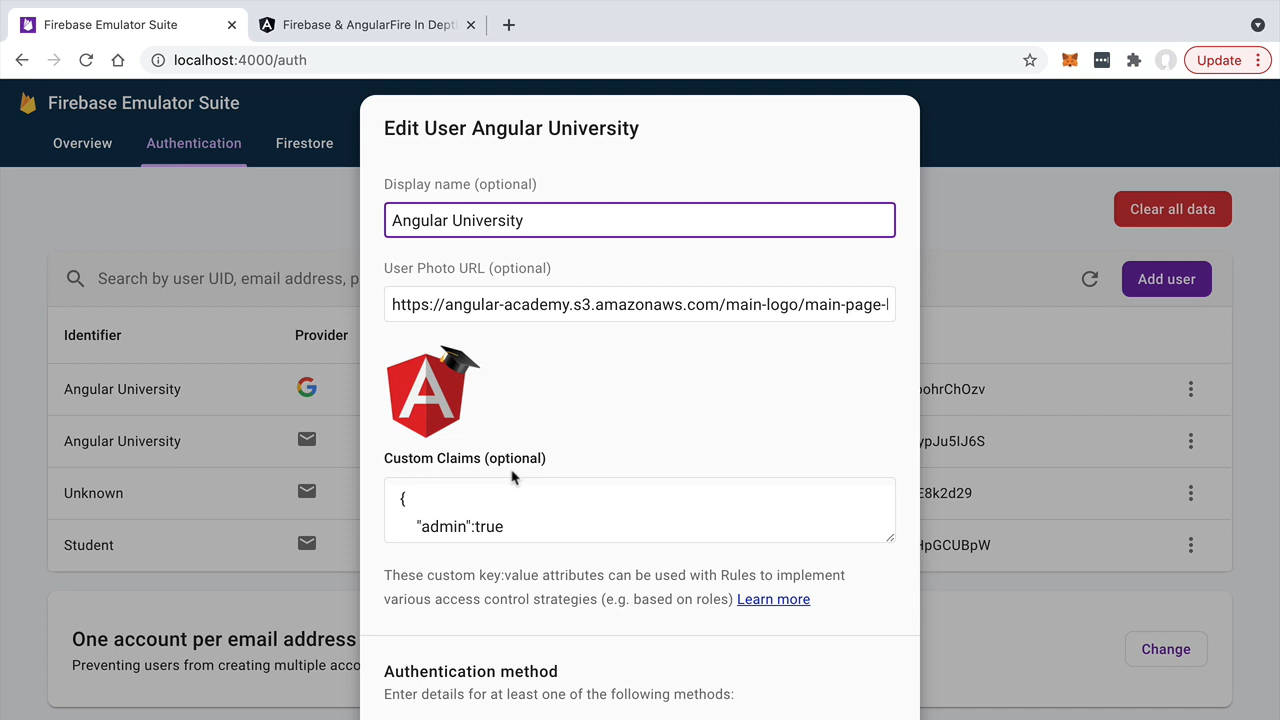 Firebase Emulator Suite
Firebase & AngularFire In Dept
localhost:4000/auth
Update
Firebase Emulator Suite
Overview
Authentication
Firestore
Edit User Angular University
Display name (optional)
Angular University
Clear all data
User Photo URL (optional)
https://angular-academy.s3.amazonaws.com/main-logo/main-page-
Search by user UID, email address, p
Add user
Identifier
Provider
Angular University
ohrChOzv
Angular University
ypJu5lJ6S
Unknown
E8k2d29
Student
HpGCUBpW
A
Custom Claims (optional)
{
"admin":true
These custom key:value attributes can be used with Rules to implement
various access control strategies (e.g. based on roles) Learn more
One account per email address
Preventing users from creating multiple acco
Change
Authentication method
Enter details for at least one of the following methods: